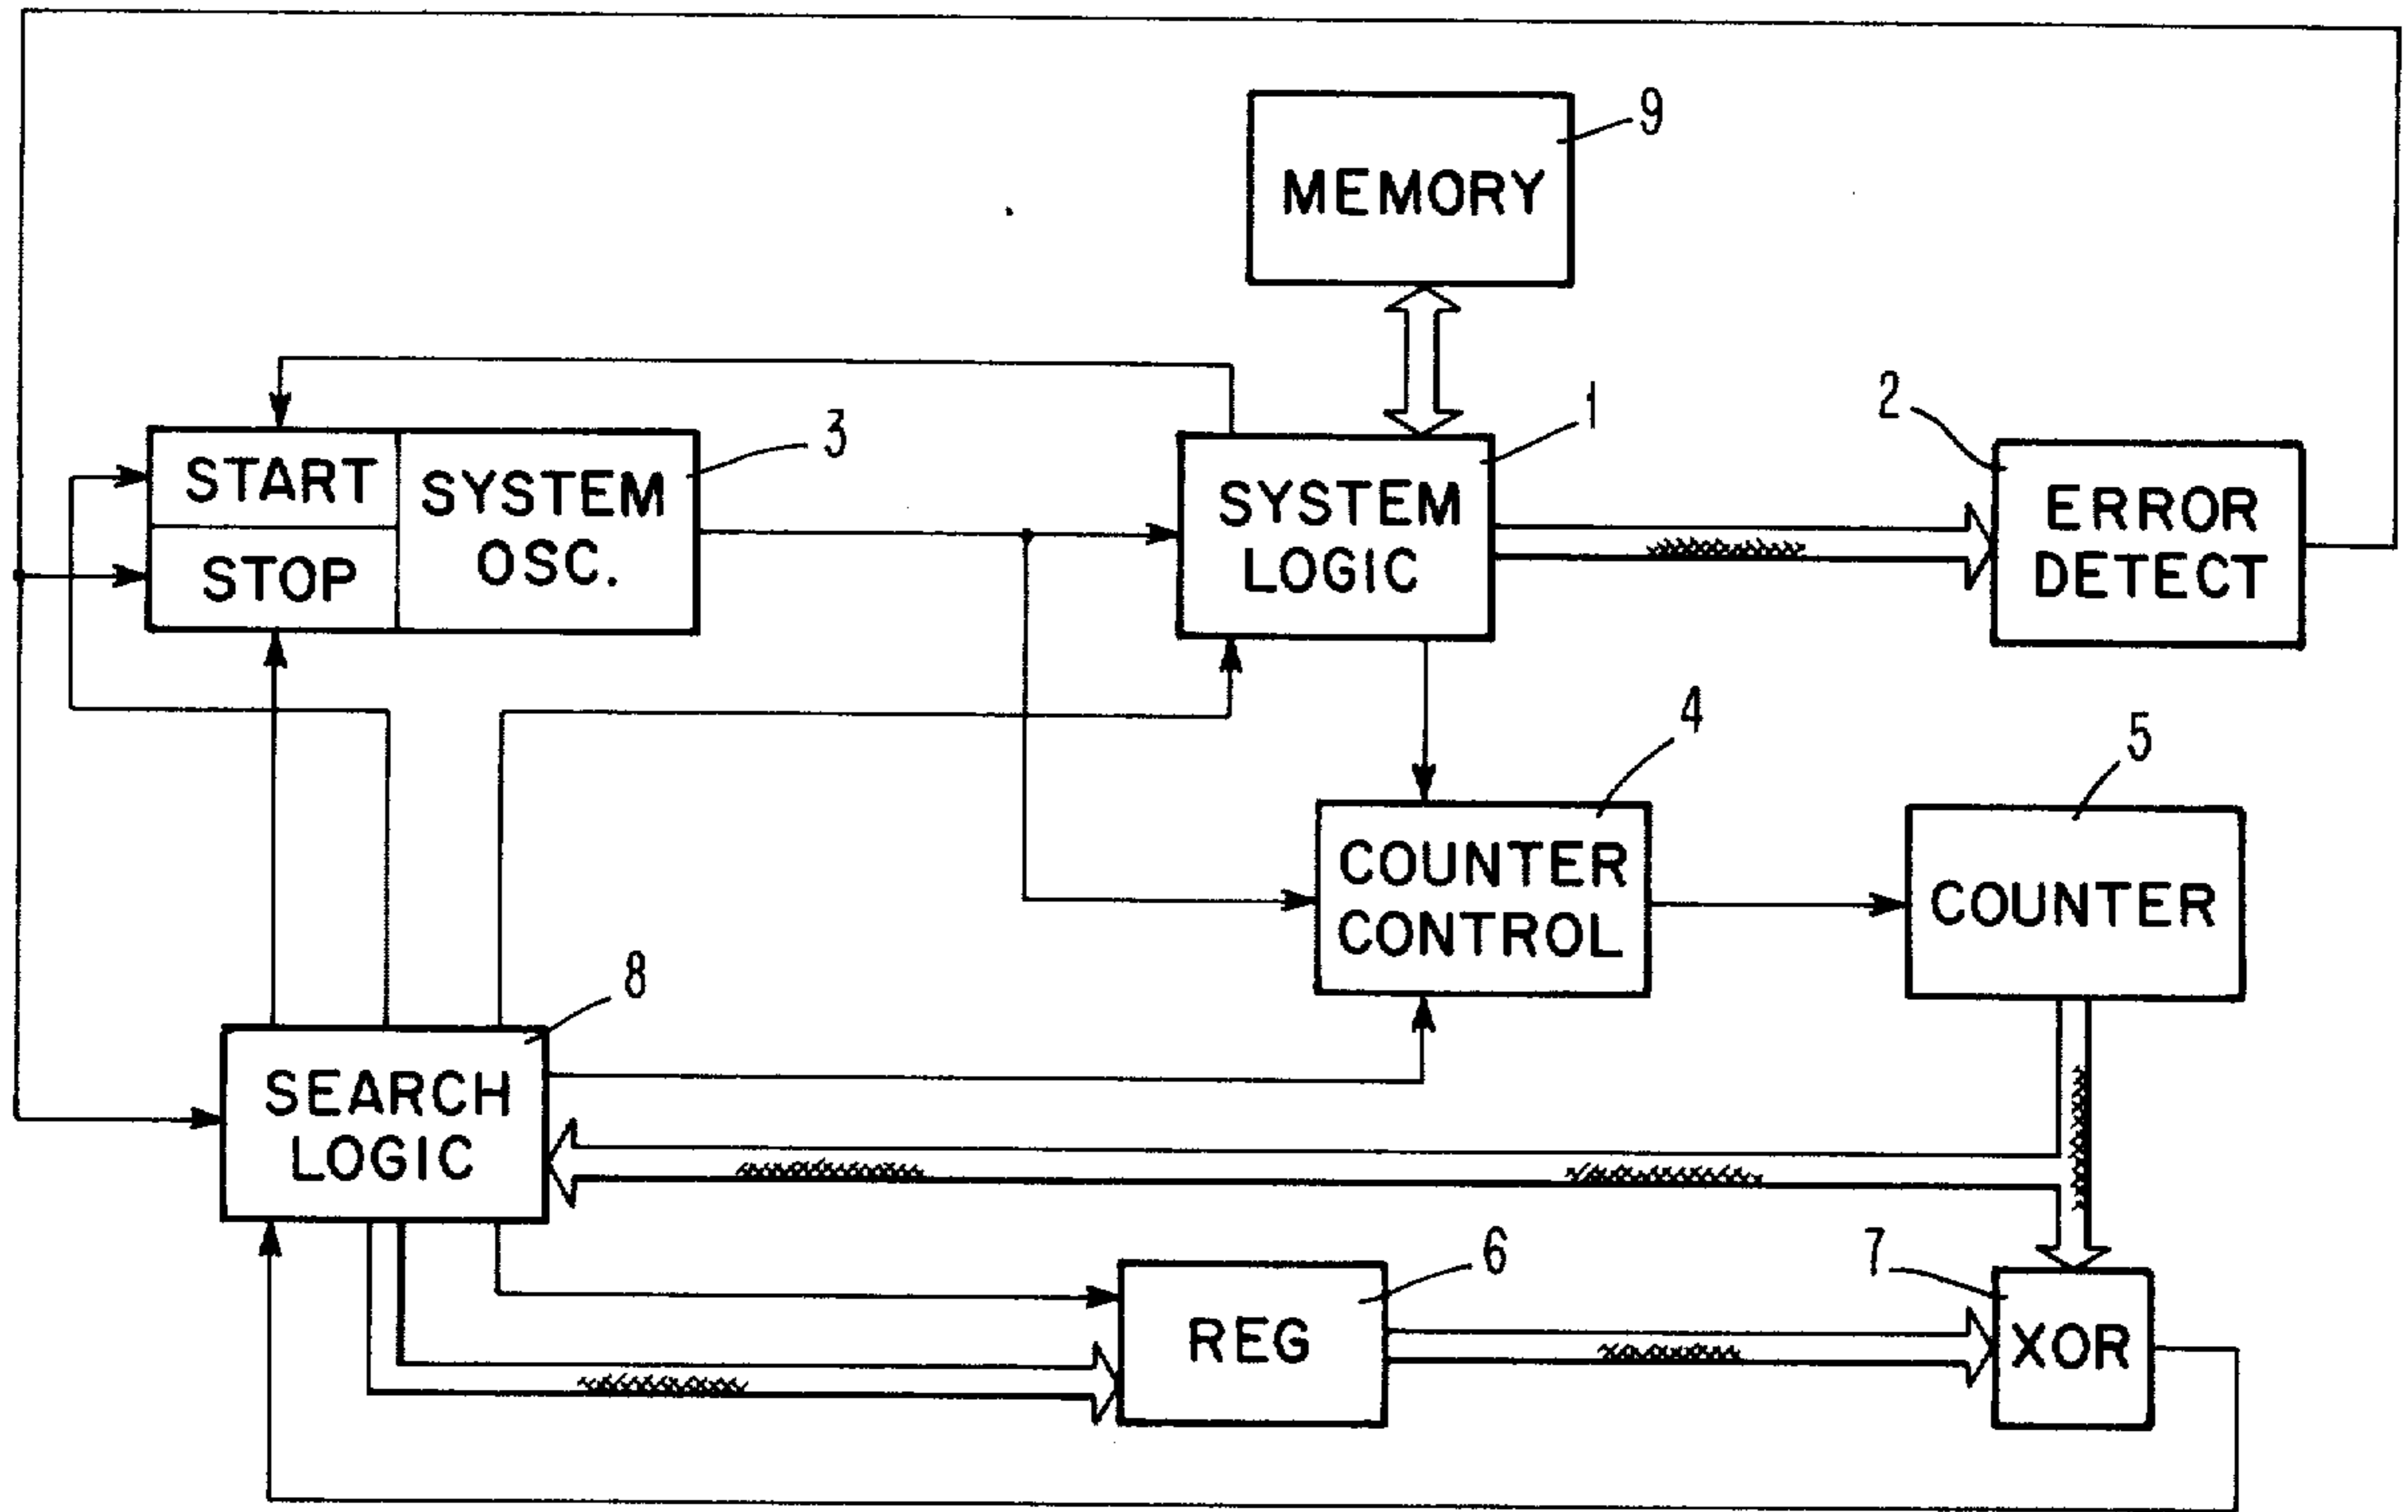 9
MEMORY
3
START
STOP
SYSTEM
OSC.
1
SYSTEM
LOGIC
2
ERROR
DETECT
4
COUNTER
CONTROL
5
COUNTER
8
SEARCH
LOGIC
6
REG
7
XOR